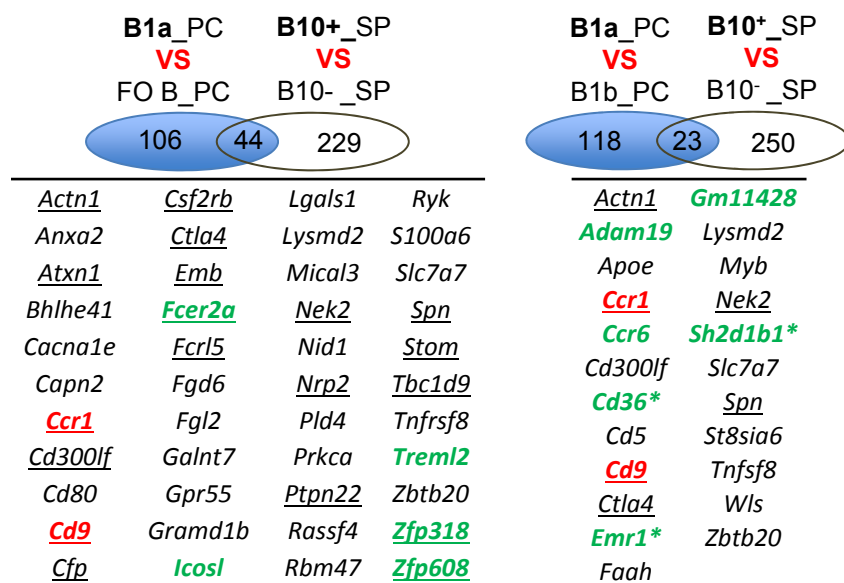 B1a_PC B10+_SP
VS VS
FO B_PC B10- _SP
106 44 229
Actn1 Csf2rb Lgals1 Ryk
Anxa2 Ctla4 Lysmd2 S100a6
Atxn1 Emb Mical3 Slc7a7
Bhlhe41 Fcer2a Nek2 Spn
Cacna1e Fcrl5 Nid1 Stom
Capn2 Fgd6 Nrp2 Tbc1d9
Ccr1 Fgl2 Pld4 Tnfrsf8
Cd300lf Galnt7 Prkca Treml2
Cd80 Gpr55 Ptpn22 Zbtb20
Cd9 Gramd1b Rassf4 Zfp318
Cfp Icosl Rbm47 Zfp608
B1a_PC B10⁺_SP
VS VS
B1b_PC B10⁻ _SP
118 23 250
Actn1 Gm11428
Adam19 Lysmd2
Apoe Myb
Ccr1 Nek2
Ccr6 Sh2d1b1*
Cd300lf Slc7a7
Cd36* Spn
Cd5 St8sia6
Cd9 Tnfsf8
Ctla4 Wls
Emr1* Zbtb20
Faah